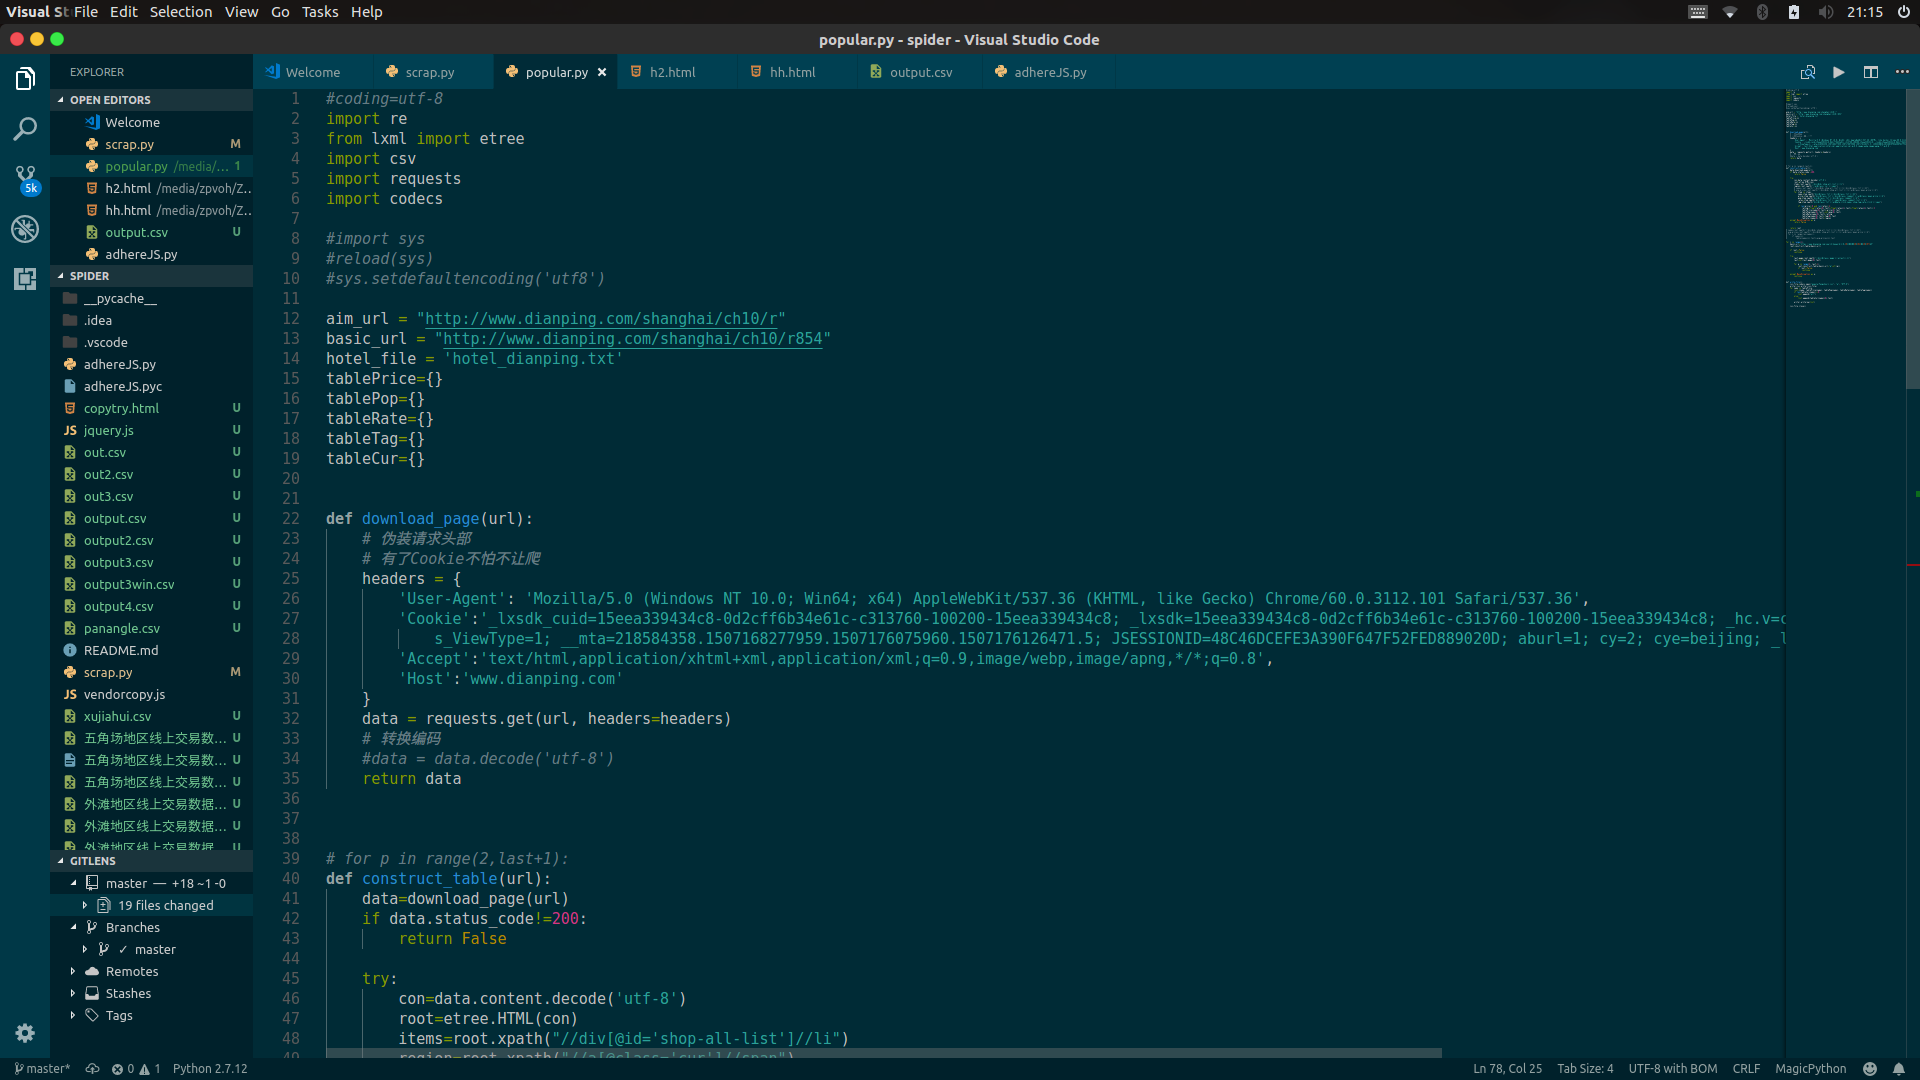 Visual St File Edit Selection View Go Tasks Help
21:15
popular.py - spider - Visual Studio Code
EXPLORER
OPEN EDITORS
Welcome
scrap.py M
popular.py /media/... 1
h2.html /media/zpvoh/Z...
hh.html /media/zpvoh/Z...
output.csv U
adhereJS.py
SPIDER
__pycache__
.idea
.vscode
adhereJS.py
adhereJS.pyc
copytry.html U
JS jquery.js U
out.csv U
out2.csv U
out3.csv U
output.csv U
output2.csv U
output3.csv U
output3win.csv U
output4.csv U
panangle.csv U
README.md
scrap.py M
JS vendorcopy.js
xujiahui.csv U
五角场地区线上交易数... U
五角场地区线上交易数... U
五角场地区线上交易数... U
外滩地区线上交易数据... U
外滩地区线上交易数据... U
外滩地区线上交易数据... U
GITLENS
master — +18 ~1 -0
19 files changed
Branches
✓ master
Remotes
Stashes
Tags
5k
Welcome scrap.py popular.py × h2.html hh.html output.csv adhereJS.py
1 #coding=utf-8
2 import re
3 from lxml import etree
4 import csv
5 import requests
6 import codecs
7
8 #import sys
9 #reload(sys)
10 #sys.setdefaultencoding('utf8')
11
12 aim_url = "http://www.dianping.com/shanghai/ch10/r"
13 basic_url = "http://www.dianping.com/shanghai/ch10/r854"
14 hotel_file = 'hotel_dianping.txt'
15 tablePrice={}
16 tablePop={}
17 tableRate={}
18 tableTag={}
19 tableCur={}
20
21
22 def download_page(url):
23 # 伪装请求头部
24 # 有了Cookie不怕不让爬
25 headers = {
26 'User-Agent': 'Mozilla/5.0 (Windows NT 10.0; Win64; x64) AppleWebKit/537.36 (KHTML, like Gecko) Chrome/60.0.3112.101 Safari/537.36',
27 'Cookie':'_lxsdk_cuid=15eea339434c8-0d2cff6b34e61c-c313760-100200-15eea339434c8; _lxsdk=15eea339434c8-0d2cff6b34e61c-c313760-100200-15eea339434c8; _hc.v=c
28 s_ViewType=1; __mta=218584358.1507168277959.1507176075960.1507176126471.5; JSESSIONID=48C46DCEFE3A390F647F52FED889020D; aburl=1; cy=2; cye=beijing; _l
29 'Accept':'text/html,application/xhtml+xml,application/xml;q=0.9,image/webp,image/apng,*/*;q=0.8',
30 'Host':'www.dianping.com'
31 }
32 data = requests.get(url, headers=headers)
33 # 转换编码
34 #data = data.decode('utf-8')
35 return data
36
37
38
39 # for p in range(2,last+1):
40 def construct_table(url):
41 data=download_page(url)
42 if data.status_code!=200:
43 return False
44
45 try:
46 con=data.content.decode('utf-8')
47 root=etree.HTML(con)
48 items=root.xpath("//div[@id='shop-all-list']//li")
49 region=root.xpath("//a[@class='cur']//span")
master* 0 1 Python 2.7.12
Ln 78, Col 25 Tab Size: 4 UTF-8 with BOM CRLF MagicPython